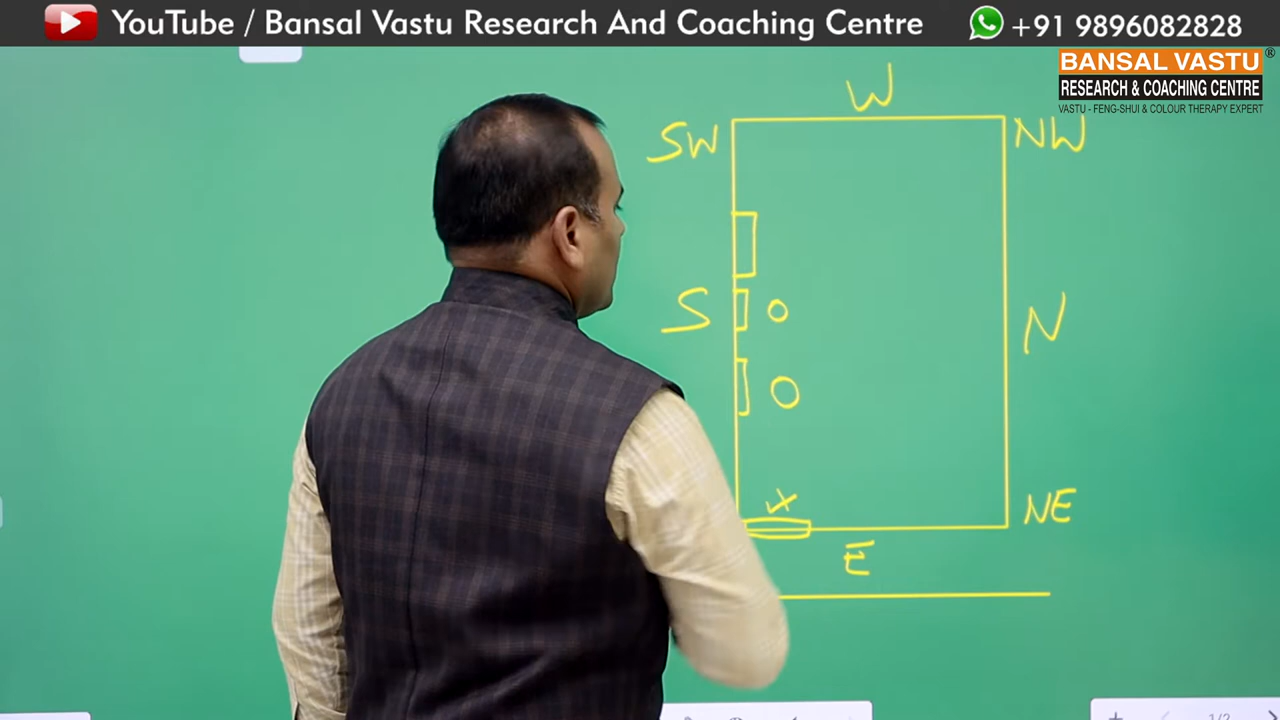 YouTube / Bansal Vastu Research And Coaching Centre
+91 9896082828
BANSAL VASTU®
RESEARCH & COACHING CENTRE
VASTU - FENG-SHUI & COLOUR THERAPY EXPERT
W
SW
NW
S
N
X
NE
E